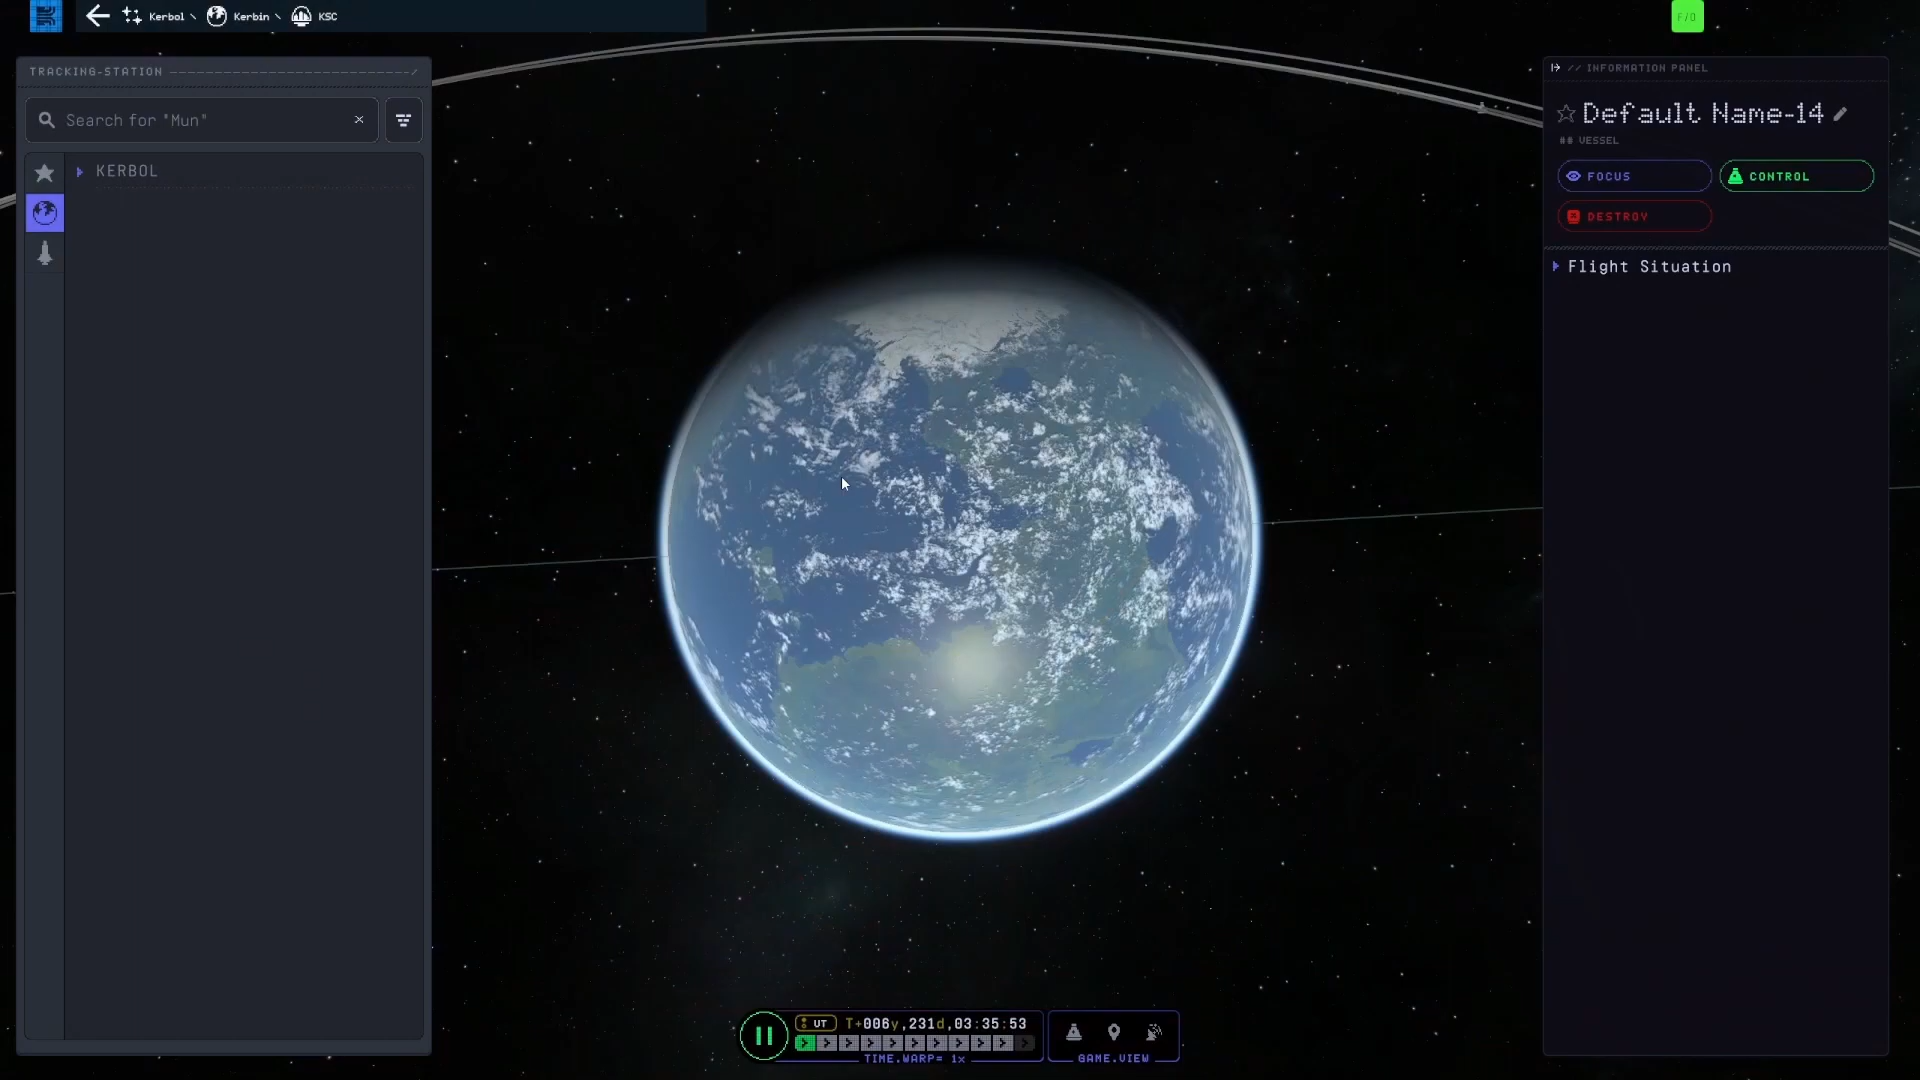 Kerbol \ Kerbin \ KSC
F/O
TRACKING-STATION
Search for "Mun"
KERBOL
// INFORMATION PANEL
Default Name-14
## VESSEL
FOCUS
CONTROL
DESTROY
Flight Situation
UT T+006y,231d,03:35:53
TIME.WARP= 1x
GAME.VIEW